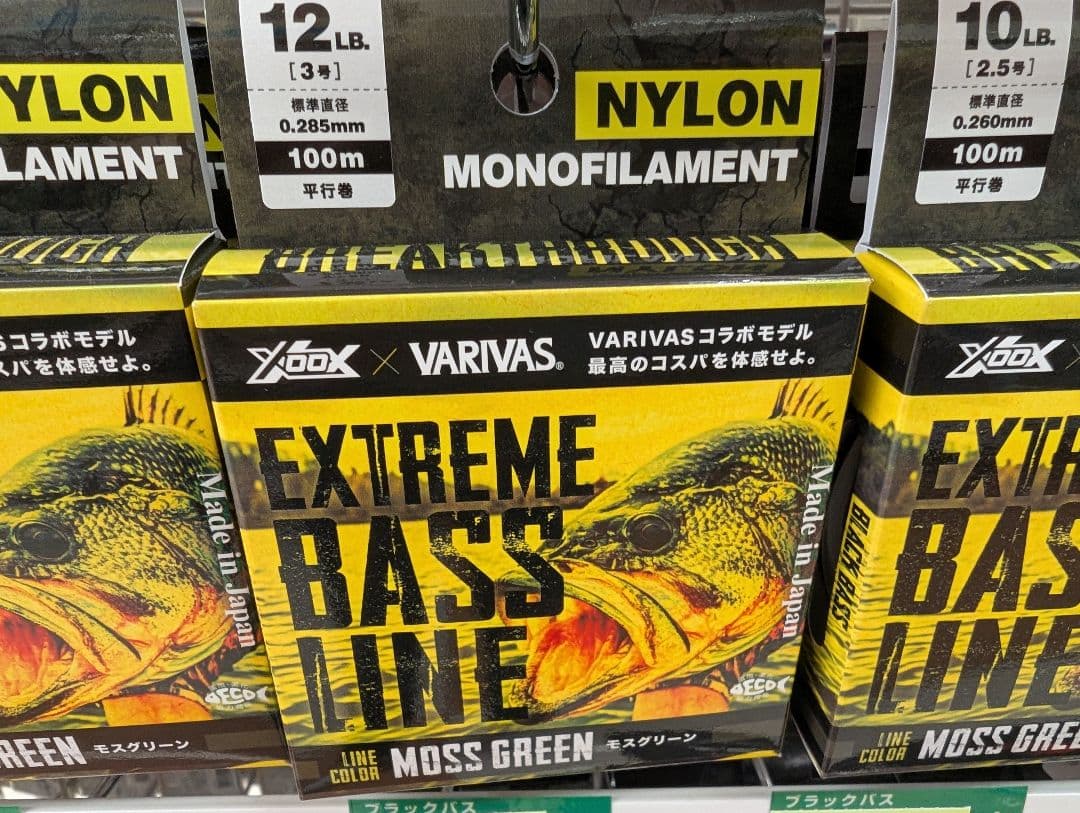 YLON
LAMENT
12LB.
[3号]
標準直径
0.285mm
100m
平行巻
NYLON
MONOFILAMENT
10LB.
[2.5号]
標準直径
0.260mm
100m
平行巻
BREAKTHROUGH
Sコラボモデル
スパを体感せよ。
Made in Japan
GREEN モスグリーン
XOOX × VARIVAS®
VARIVASコラボモデル
最高のコスパを体感せよ。
EXTREME
BASS
LINE
Made in Japan
LINE COLOR MOSS GREEN モスグリーン
XOOX ×
EXTR
BAS
LINE
BLACK BASS
LINE COLOR MOSS GREE
ブラックバス
ブラックバス